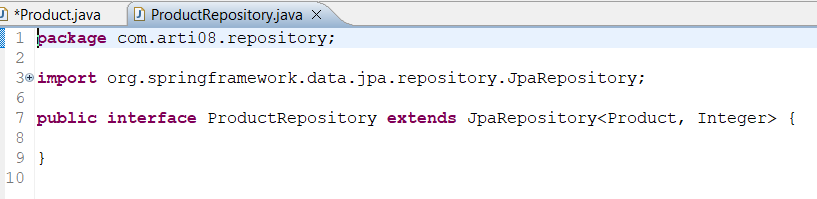 *Product.java
ProductRepository.java
1 package com.arti08.repository;
2
3 import org.springframework.data.jpa.repository.JpaRepository;
6
7 public interface ProductRepository extends JpaRepository<Product, Integer> {
8
9 }
10